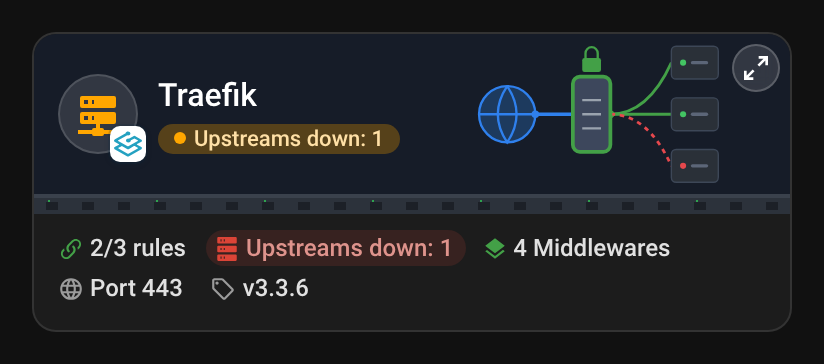 Traefik
Upstreams down: 1
2/3 rules Upstreams down: 1 4 Middlewares
Port 443 v3.3.6